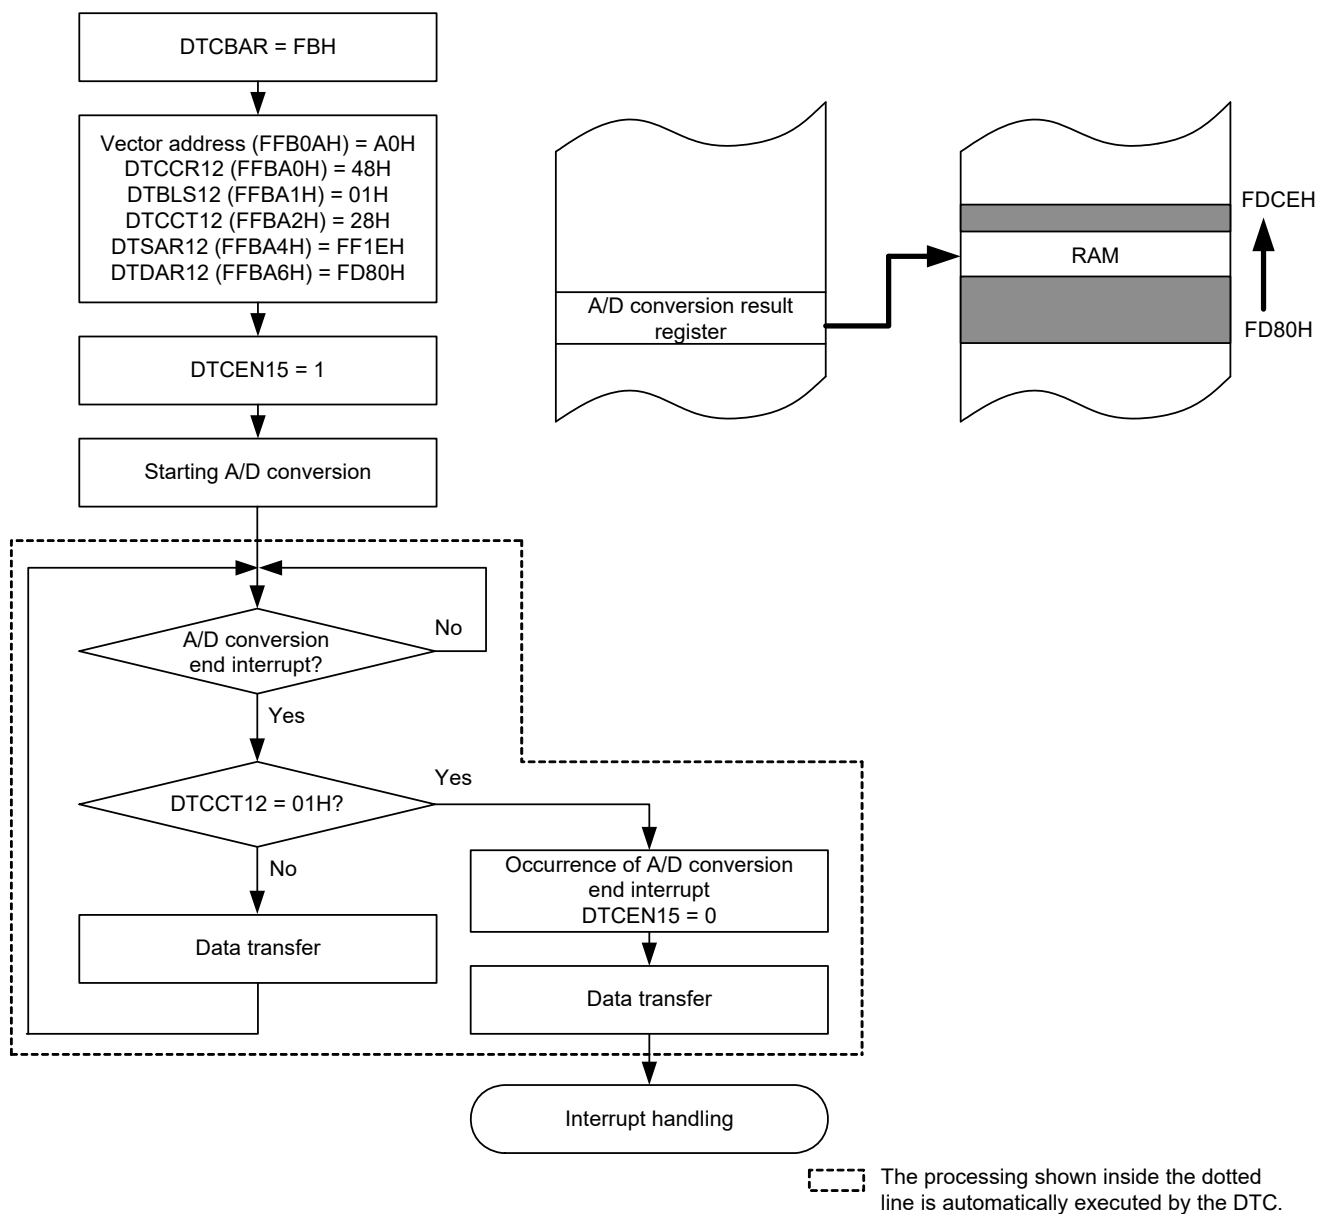 DTCBAR = FBH
Vector address (FFB0AH) = A0H
DTCCR12 (FFBA0H) = 48H
DTBLS12 (FFBA1H) = 01H
DTCCT12 (FFBA2H) = 28H
DTSAR12 (FFBA4H) = FF1EH
DTDAR12 (FFBA6H) = FD80H
DTCEN15 = 1
Starting A/D conversion
A/D conversion
end interrupt?
No
Yes
DTCCT12 = 01H?
Yes
No
Data transfer
Occurrence of A/D conversion
end interrupt
DTCEN15 = 0
Data transfer
Interrupt handling
A/D conversion result
register
RAM
FDCEH
FD80H
The processing shown inside the dotted
line is automatically executed by the DTC.